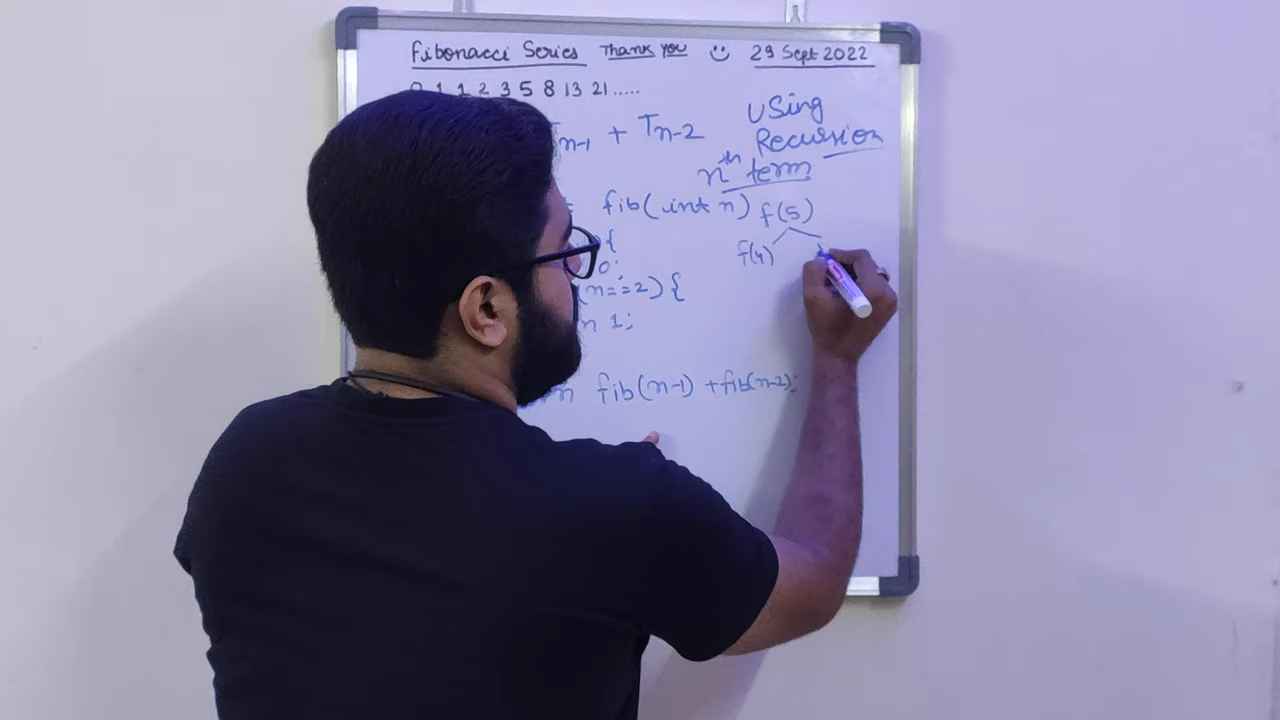 Fibonacci Series Thank you 29 Sept 2022
0 1 1 2 3 5 8 13 21.....
n-1 + Tn-2
Using
Recursion
nth term
fib(int n) f(5)
{
f(4)
0;
(n==2) {
n 1;
n fib(n-1) + fib(n-2);